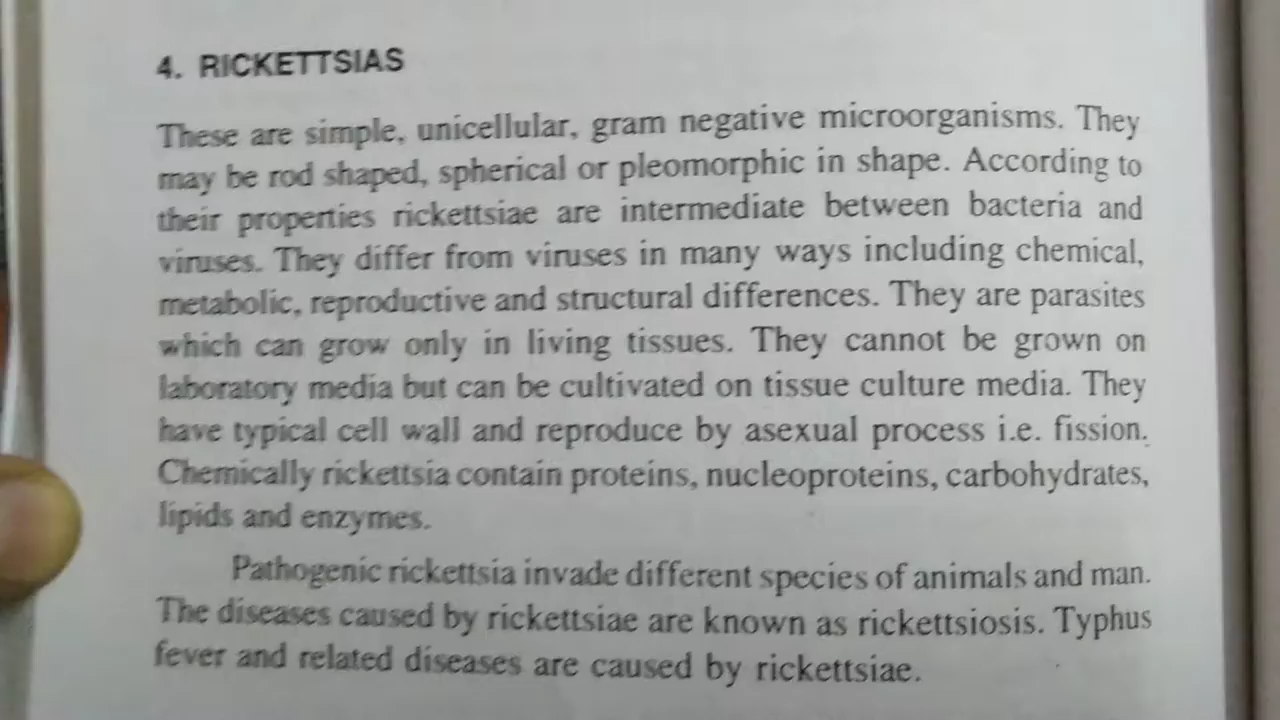 4. RICKETTSIAS
These are simple, unicellular, gram negative microorganisms. They
may be rod shaped, spherical or pleomorphic in shape. According to
their properties rickettsiae are intermediate between bacteria and
viruses. They differ from viruses in many ways including chemical,
metabolic, reproductive and structural differences. They are parasites
which can grow only in living tissues. They cannot be grown on
laboratory media but can be cultivated on tissue culture media. They
have typical cell wall and reproduce by asexual process i.e. fission.
Chemically rickettsia contain proteins, nucleoproteins, carbohydrates,
lipids and enzymes.
Pathogenic rickettsia invade different species of animals and man.
The diseases caused by rickettsiae are known as rickettsiosis. Typhus
fever and related diseases are caused by rickettsiae.